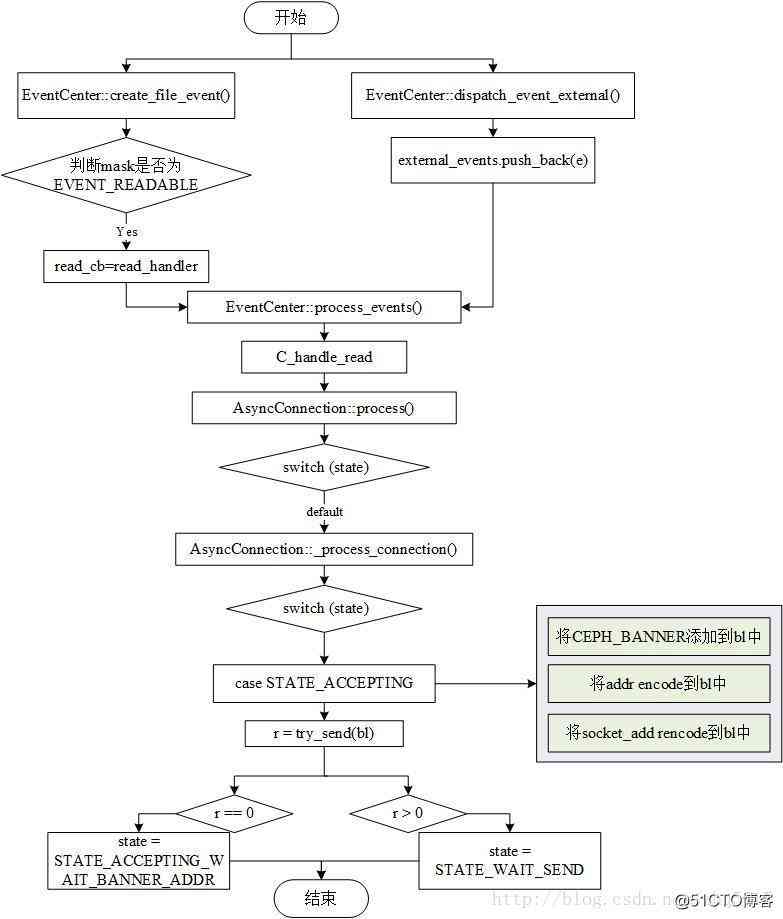 开始
EventCenter::create_file_event()
EventCenter::dispatch_event_external()
判断mask是否为
EVENT_READABLE
external_events.push_back(e)
Yes
read_cb=read_handler
EventCenter::process_events()
C_handle_read
AsyncConnection::process()
switch (state)
default
AsyncConnection::_process_connection()
switch (state)
将CEPH_BANNER添加到bl中
case STATE_ACCEPTING
将addr encode到bl中
将socket_add rencode到bl中
r = try_send(bl)
r == 0
r > 0
state =
STATE_ACCEPTING_W
AIT_BANNER_ADDR
state =
STATE_WAIT_SEND
结束
http://blog.csdn.n
@51CTO博客